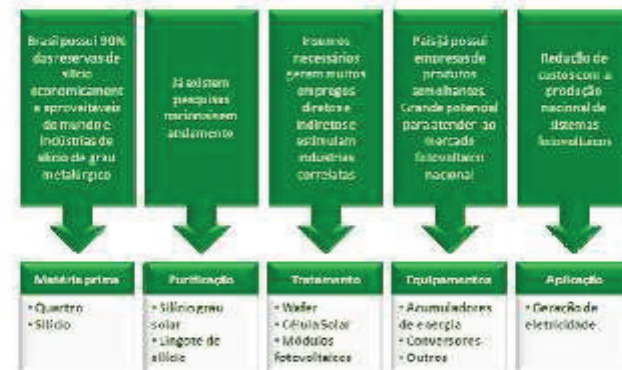 Brasil possui 90%
das reservas de
silício
economicament
e aproveitáveis
do mundo e
indústrias de
silício de grau
metalúrgico
Já existem
pesquisas
nacionais em
andamento
Insumos
necessários
geram muitos
empregos
diretos e
indiretos e
estimulam
industrias
correlatas
País já possui
empresas de
produtos
semelhantes.
Grande potencial
para atender ao
mercado
fotovoltaico
nacional
Redução de
custos com a
produção
nacional de
sistemas
fotovoltaicos
Matéria prima
• Quartzo
• Silício
Purificação
• Silício grau
solar
• Lingote de
silício
Tratamento
• Wafer
• Célula Solar
• Módulos
fotovoltaicos
Equipamentos
• Acumuladores
de energia
• Conversores
• Outros
Aplicação
• Geração de
eletricidade